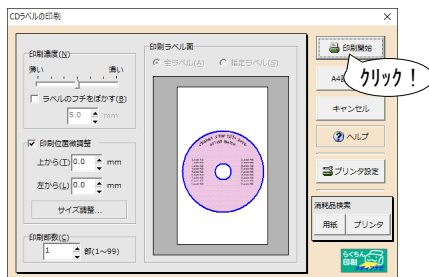 CDラベルの印刷
印刷濃度(N)
薄い 濃い
ラベルのフチをぼかす(B)
5.0 mm
印刷位置微調整
上から(T) 0.0 mm
左から(L) 0.0 mm
サイズ調整...
印刷部数(C)
1 部(1~99)
印刷ラベル面
全ラベル(A) 指定ラベル(S)
印刷開始
クリック!
A4
キャンセル
ヘルプ
プリンタ設定
消耗品検索
用紙 プリンタ
らくちん
印刷